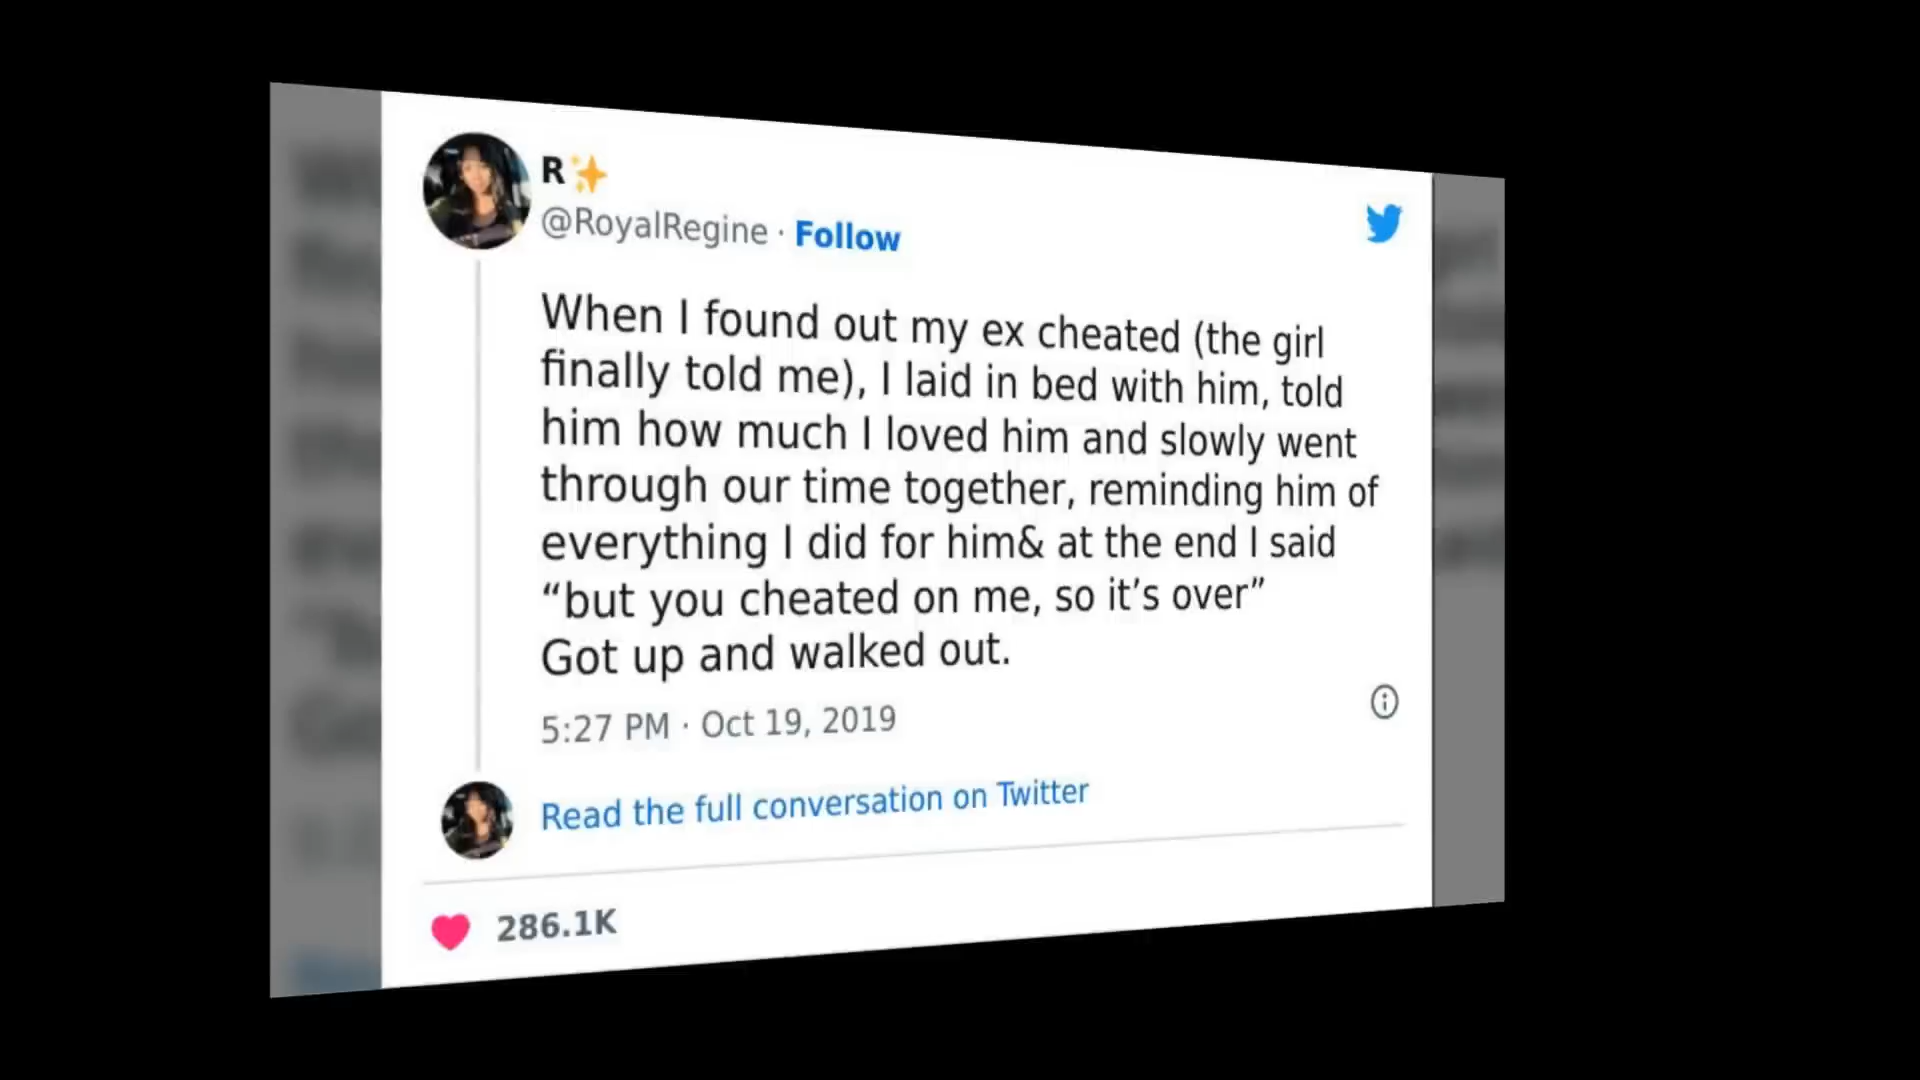 R✨
@RoyalRegine · Follow
When I found out my ex cheated (the girl
finally told me), I laid in bed with him, told
him how much I loved him and slowly went
through our time together, reminding him of
everything I did for him& at the end I said
“but you cheated on me, so it’s over”
Got up and walked out.
5:27 PM · Oct 19, 2019
Read the full conversation on Twitter
286.1K